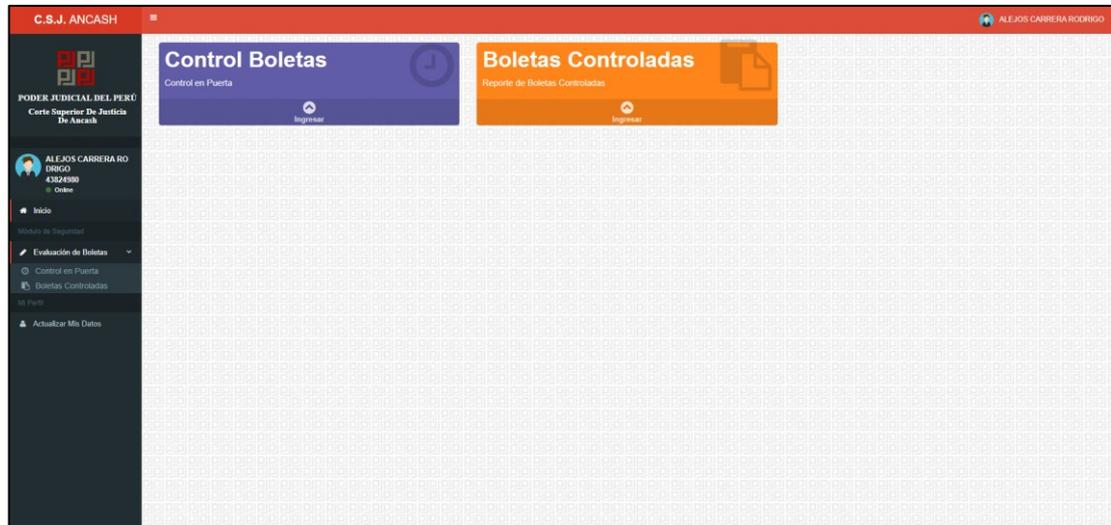 C.S.J. ANCASH
ALEJOS CARRERA RODRIGO
PODER JUDICIAL DEL PERÚ
Corte Superior De Justicia
De Ancash
ALEJOS CARRERA RO
DRIGO
43824980
Online
Inicio
Módulo de Seguridad
Evaluación de Boletas
Control en Puerta
Boletas Controladas
Mi Perfil
Actualizar Mis Datos
Control Boletas
Control en Puerta
Ingresar
Boletas Controladas
Reporte de Boletas Controladas
Ingresar